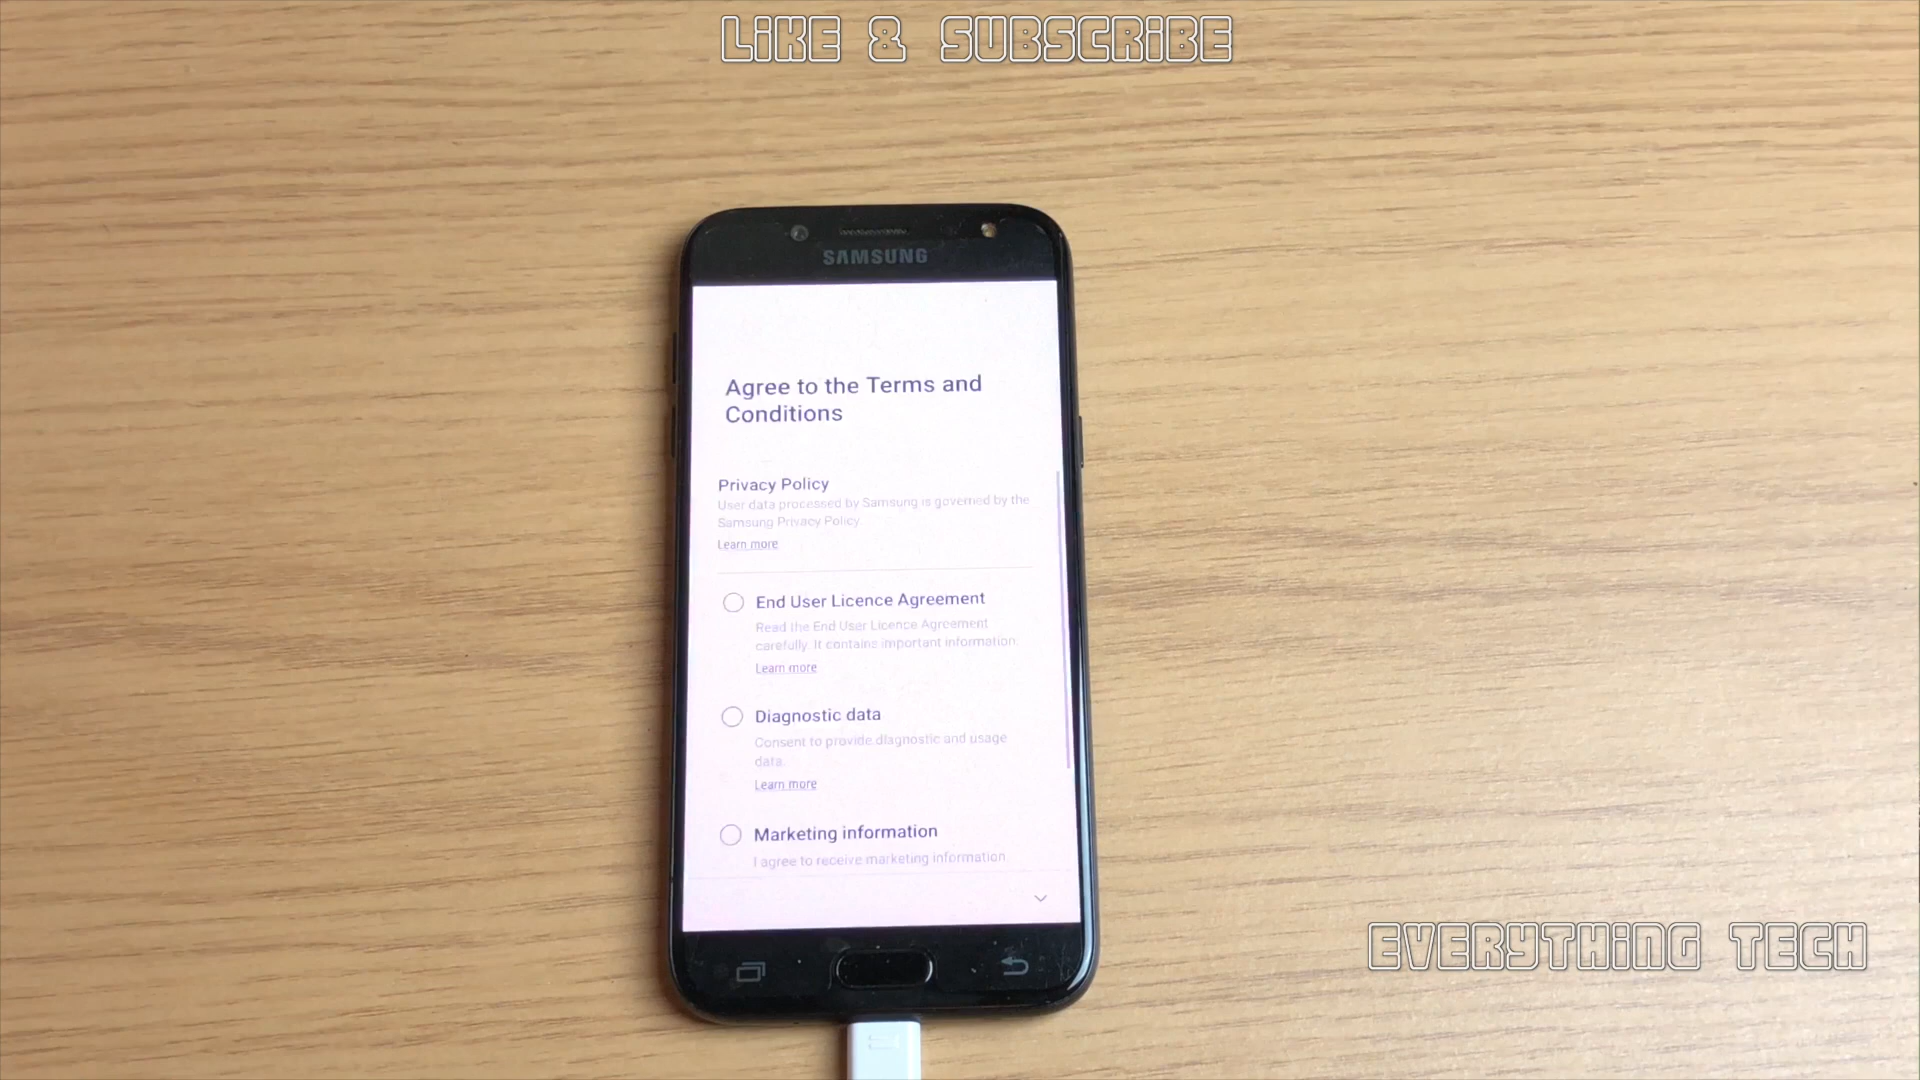 LIKE & SUBSCRIBE
SAMSUNG
Agree to the Terms and
Conditions
Privacy Policy
User data processed by Samsung is governed by the
Samsung Privacy Policy.
Learn more
End User Licence Agreement
Read the End User Licence Agreement
carefully. It contains important information.
Learn more
Diagnostic data
Consent to provide diagnostic and usage
data.
Learn more
Marketing information
I agree to receive marketing information
EVERYTHING TECH